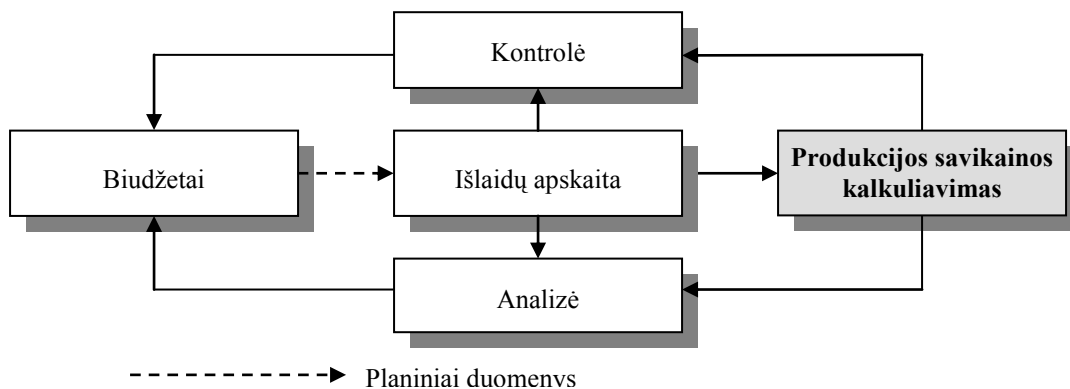 Kontrolė
Biudžetai
Išlaidų apskaita
Produkcijos savikainos
kalkuliavimas
Analizė
Planiniai duomenys